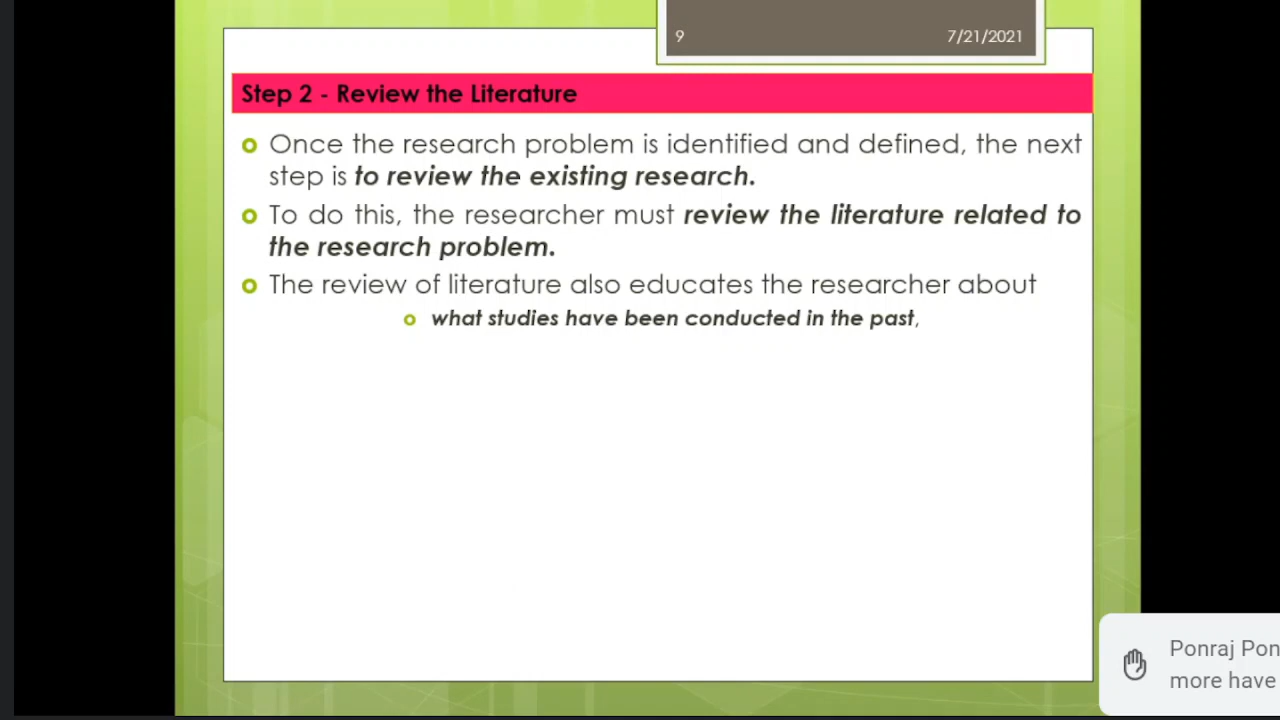 9
7/21/2021
Step 2 - Review the Literature
Once the research problem is identified and defined, the next
step is to review the existing research.
To do this, the researcher must review the literature related to
the research problem.
The review of literature also educates the researcher about
what studies have been conducted in the past,
Ponraj Pon
more have